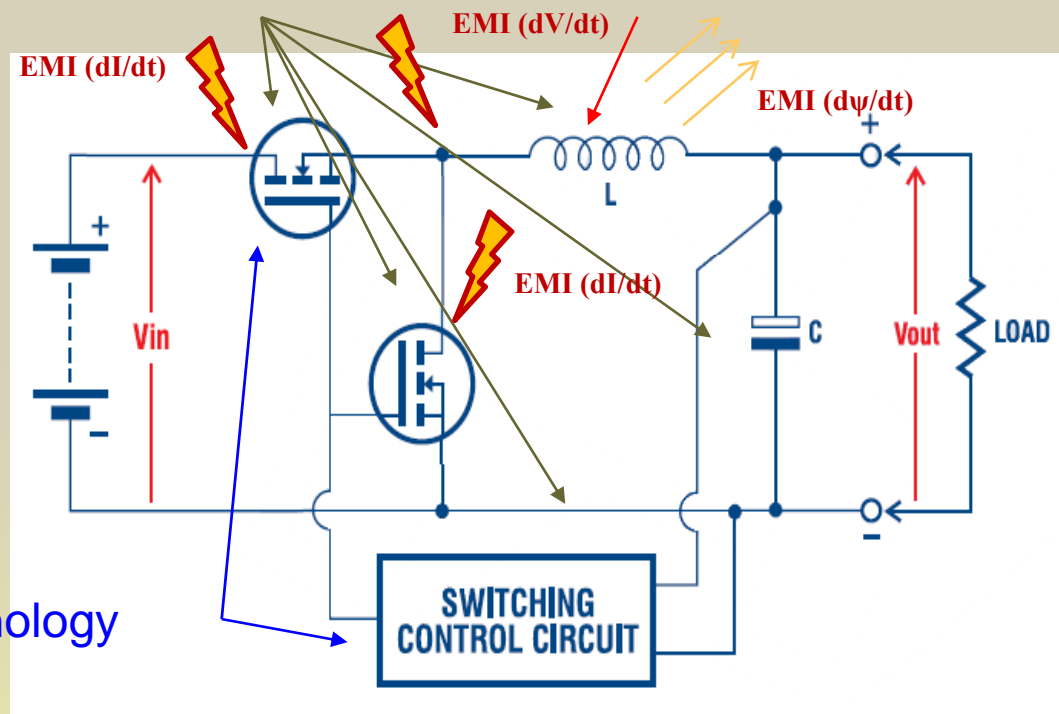 EMI (dV/dt)
EMI (dI/dt)
EMI (dψ/dt)
+
L
+
EMI (dI/dt)
Vin
C
Vout
LOAD
-
-
nology
SWITCHING
CONTROL CIRCUIT